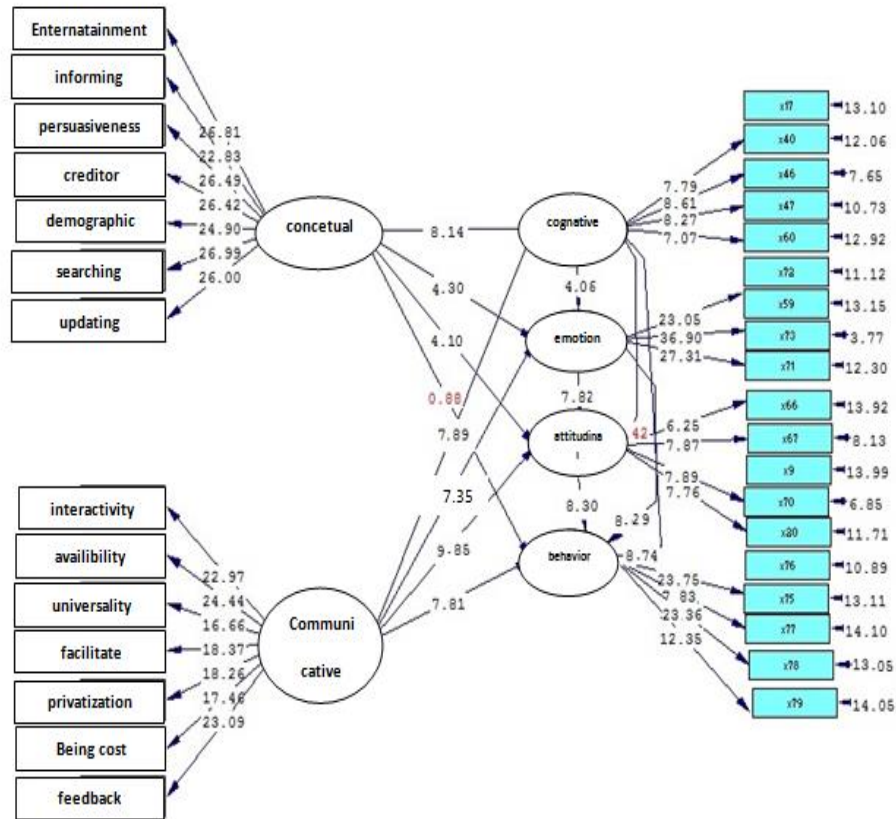 Enternatainment
informing
persuasiveness
creditor
demographic
searching
updating
26.81
22.83
26.49
26.42
24.90
26.99
26.00
concetual
interactivity
availibility
universality
facilitate
privatization
Being cost
feedback
22.97
24.44
16.66
18.37
18.26
17.46
23.09
Communi
cative
8.14
4.30
4.10
0.88
7.89
7.35
9.85
7.81
cognative
4.06
emotion
7.82
attitudina
8.30
behavior
42
8.29
8.74
7.79
8.61
8.27
7.07
23.05
36.90
27.31
6.25
7.87
7.89
7.76
23.75
7.83
23.36
12.35
x17 13.10
x40 12.06
x46 7.65
x47 10.73
x60 12.92
x72 11.12
x59 13.15
x73 3.77
x71 12.30
x66 13.92
x67 8.13
x9 13.99
x70 6.85
x20 11.71
x76 10.89
x75 13.11
x77 14.10
x78 13.05
x79 14.05